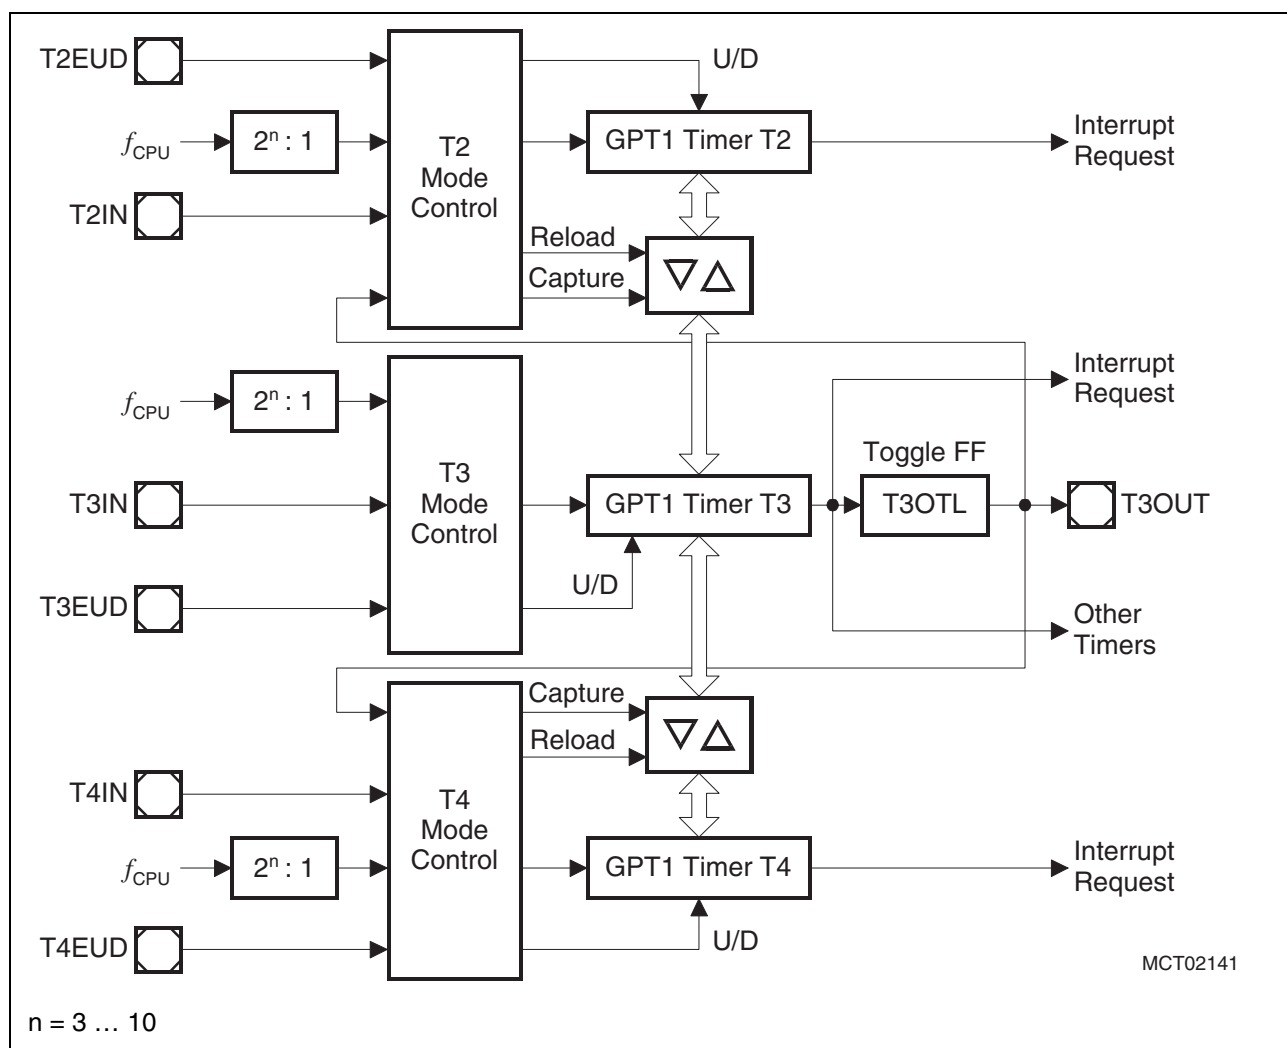 T2EUD
U/D
fCPU
2ⁿ : 1
T2
Mode
Control
GPT1 Timer T2
Interrupt
Request
T2IN
Reload
Capture
fCPU
2ⁿ : 1
Interrupt
Request
T3
Mode
Control
Toggle FF
T3IN
GPT1 Timer T3
T3OTL
T3OUT
T3EUD
U/D
Other
Timers
Capture
Reload
T4IN
T4
Mode
Control
fCPU
2ⁿ : 1
GPT1 Timer T4
Interrupt
Request
T4EUD
U/D
MCT02141
n = 3 … 10